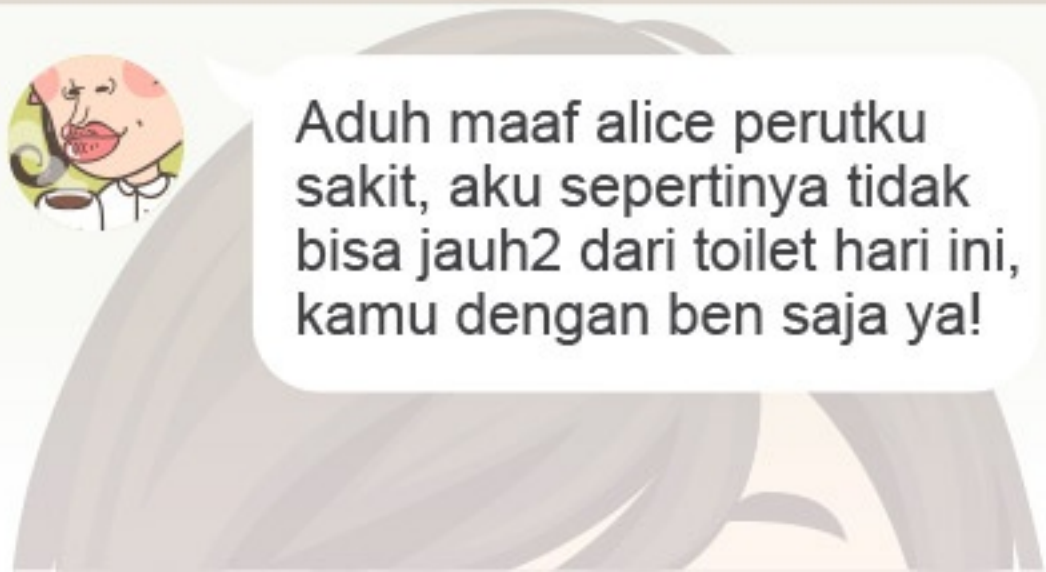 Aduh maaf alice perutku
sakit, aku sepertinya tidak
bisa jauh2 dari toilet hari ini,
kamu dengan ben saja ya!